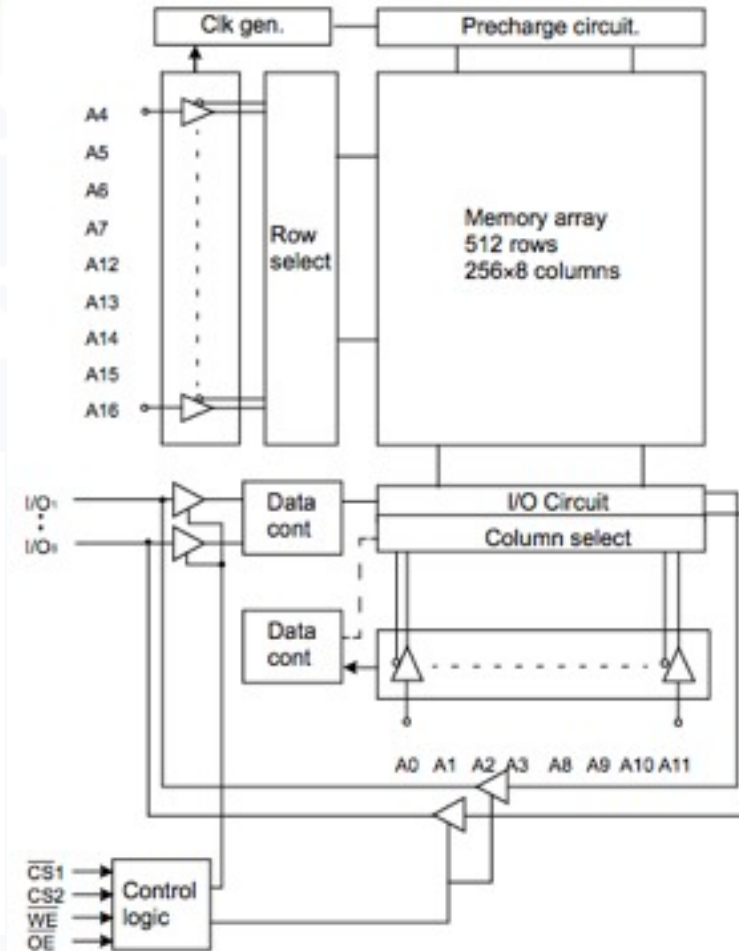 Clk gen.
Precharge circuit.
A4
A5
A6
A7
A12
A13
A14
A15
A16
Row
select
Memory array
512 rows
256×8 columns
I/O1
I/O8
Data
cont
I/O Circuit
Column select
Data
cont
A0 A1 A2 A3 A8 A9 A10 A11
CS1
CS2
WE
OE
Control
logic